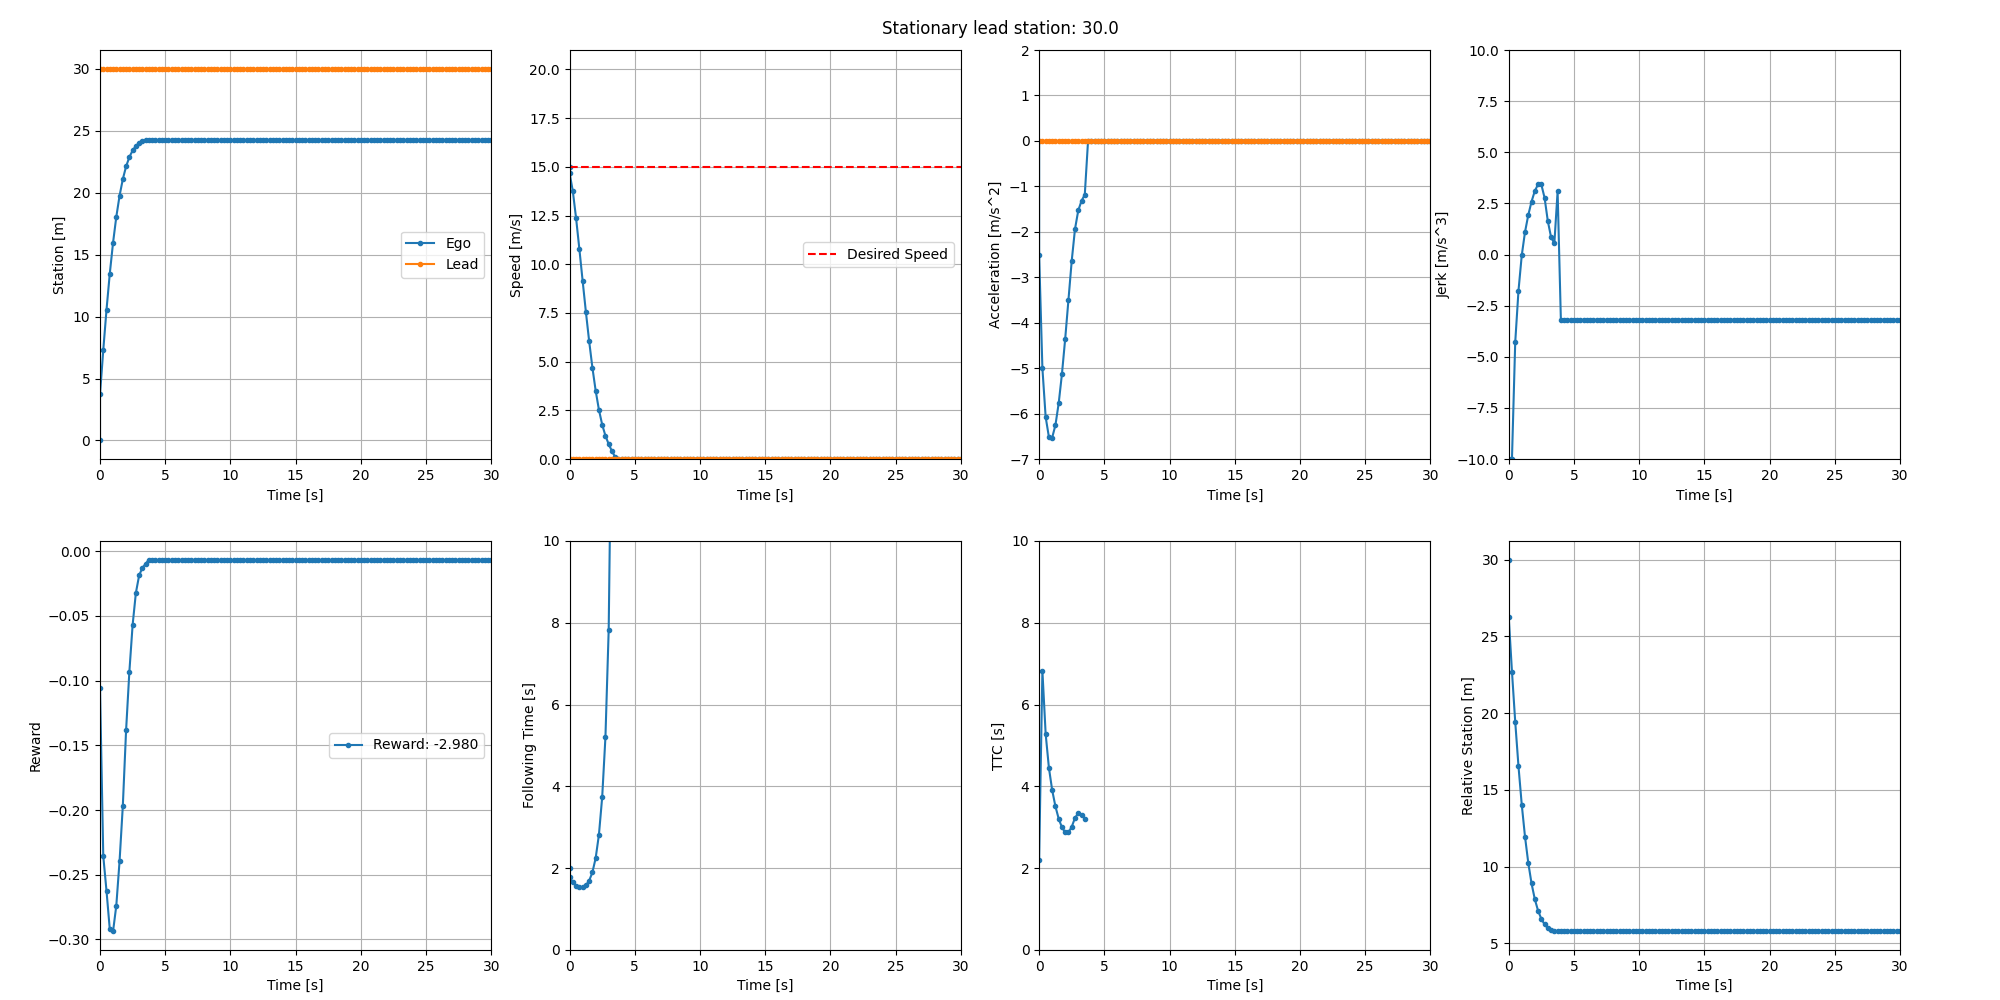 Stationary lead station: 30.0
Station [m]
30
25
20
15
10
5
0
Ego
Lead
0 5 10 15 20 25 30
Time [s]
Speed [m/s]
20.0
17.5
15.0
12.5
10.0
7.5
5.0
2.5
0.0
Desired Speed
0 5 10 15 20 25 30
Time [s]
Acceleration [m/s^2]
2
1
0
−1
−2
−3
−4
−5
−6
−7
0 5 10 15 20 25 30
Time [s]
Jerk [m/s^3]
10.0
7.5
5.0
2.5
0.0
−2.5
−5.0
−7.5
−10.0
0 5 10 15 20 25 30
Time [s]
Reward
0.00
−0.05
−0.10
−0.15
−0.20
−0.25
−0.30
Reward: -2.980
0 5 10 15 20 25 30
Time [s]
Following Time [s]
10
8
6
4
2
0
0 5 10 15 20 25 30
Time [s]
TTC [s]
10
8
6
4
2
0
0 5 10 15 20 25 30
Time [s]
Relative Station [m]
30
25
20
15
10
5
0 5 10 15 20 25 30
Time [s]